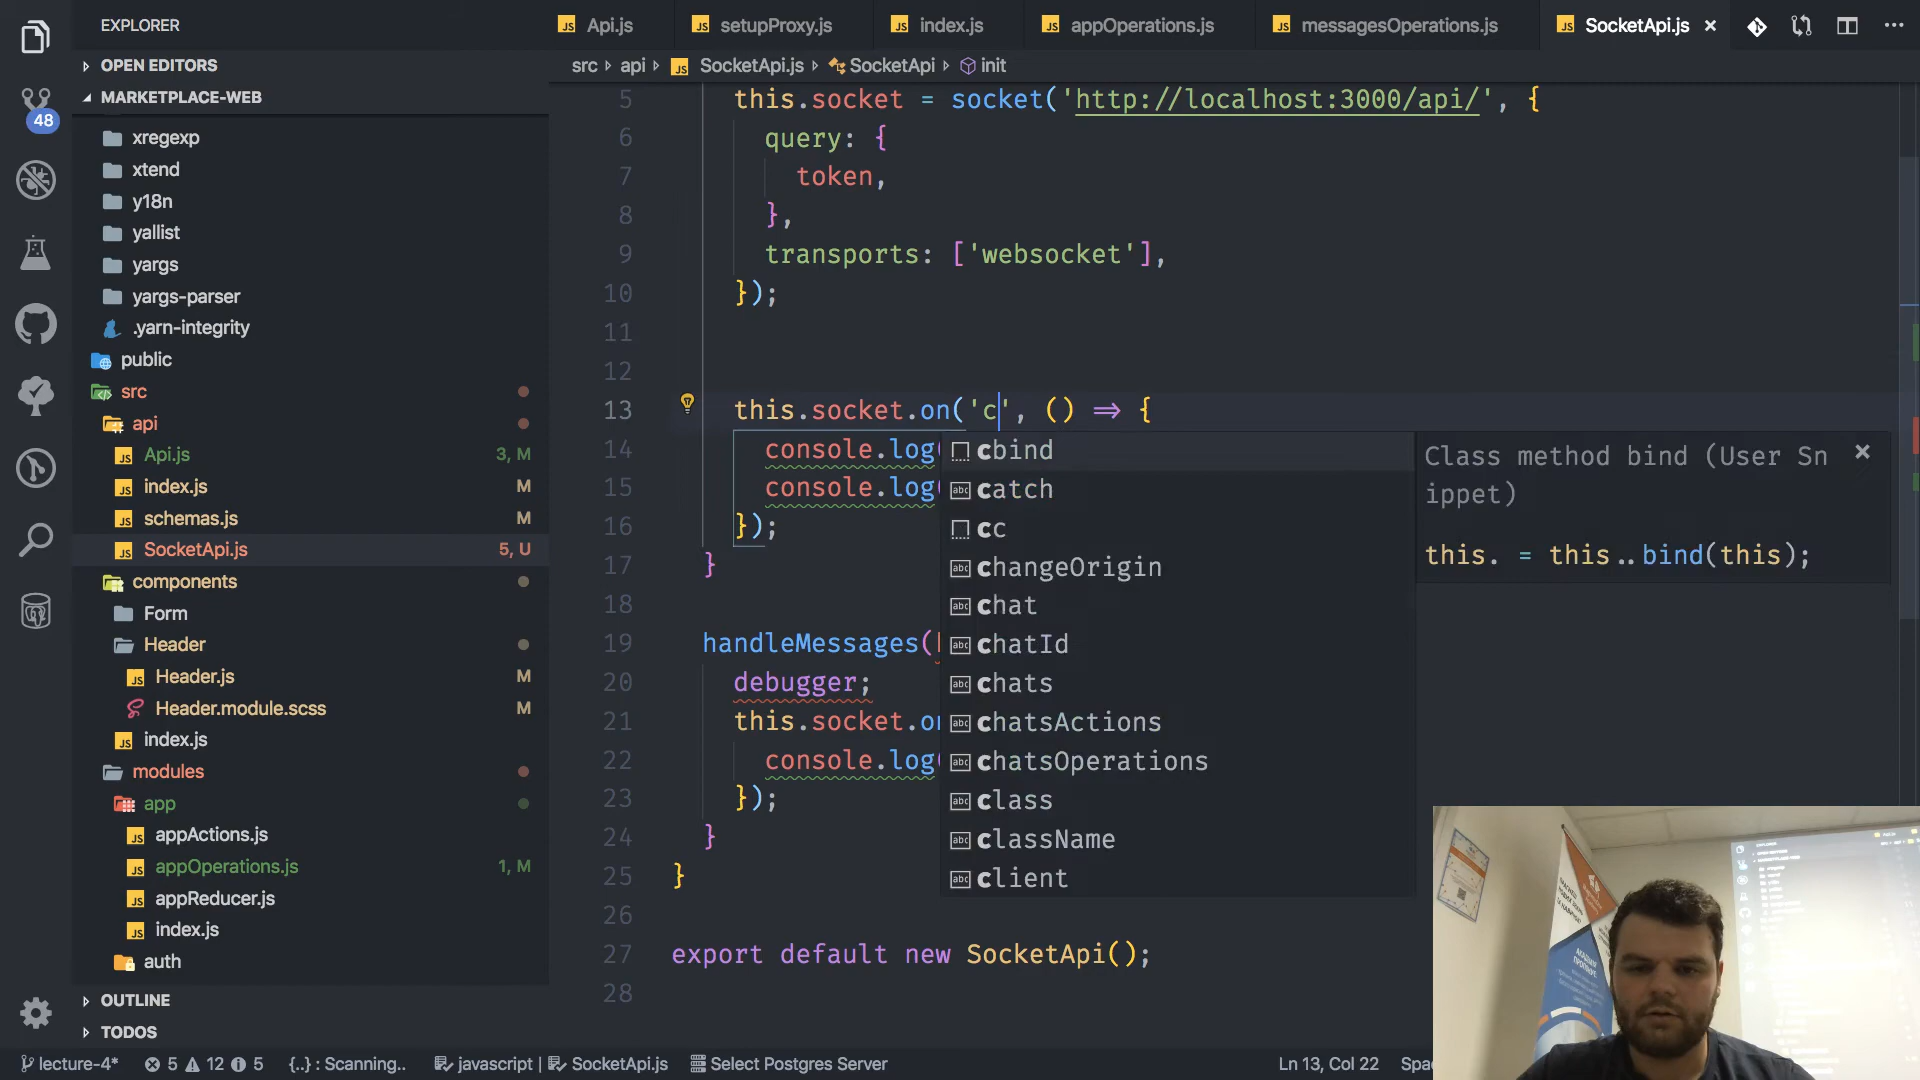 EXPLORER
Api.js
setupProxy.js
index.js
appOperations.js
messagesOperations.js
SocketApi.js
OPEN EDITORS
MARKETPLACE-WEB
48
xregexp
xtend
y18n
yallist
yargs
yargs-parser
.yarn-integrity
public
src
api
Api.js 3, M
index.js M
schemas.js M
SocketApi.js 5, U
components
Form
Header
Header.js M
Header.module.scss M
index.js
modules
app
appActions.js
appOperations.js 1, M
appReducer.js
index.js
auth
OUTLINE
TODOS
src api SocketApi.js SocketApi init
5 this.socket = socket('http://localhost:3000/api/', {
6 query: {
7 token,
8 },
9 transports: ['websocket'],
10 });
11
12
13 this.socket.on('c', () => {
14 console.log(
15 console.log(
16 });
17 }
18
19 handleMessages(
20 debugger;
21 this.socket.on
22 console.log(
23 });
24 }
25 }
26
27 export default new SocketApi();
28
cbind
catch
cc
changeOrigin
chat
chatId
chats
chatsActions
chatsOperations
class
className
client
Class method bind (User Sn
ippet)
this. = this..bind(this);
lecture-4* 5 12 5 {..} : Scanning.. javascript | SocketApi.js Select Postgres Server Ln 13, Col 22